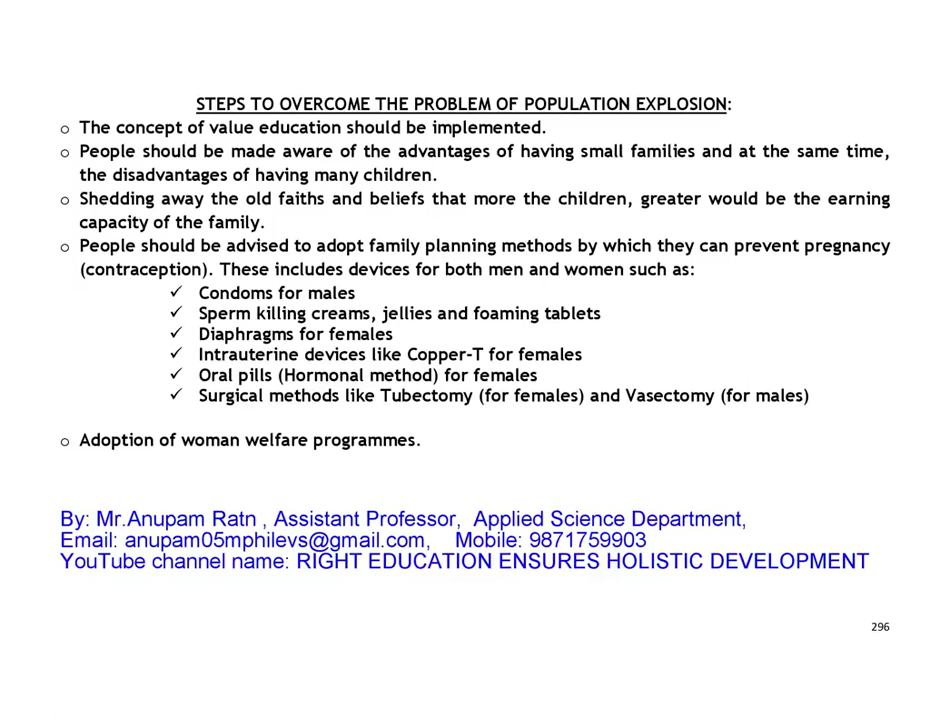 STEPS TO OVERCOME THE PROBLEM OF POPULATION EXPLOSION:
o The concept of value education should be implemented.
o People should be made aware of the advantages of having small families and at the same time,
the disadvantages of having many children.
o Shedding away the old faiths and beliefs that more the children, greater would be the earning
capacity of the family.
o People should be advised to adopt family planning methods by which they can prevent pregnancy
(contraception). These includes devices for both men and women such as:
✓ Condoms for males
✓ Sperm killing creams, jellies and foaming tablets
✓ Diaphragms for females
✓ Intrauterine devices like Copper-T for females
✓ Oral pills (Hormonal method) for females
✓ Surgical methods like Tubectomy (for females) and Vasectomy (for males)
o Adoption of woman welfare programmes.
By: Mr.Anupam Ratn , Assistant Professor, Applied Science Department,
Email: anupam05mphilevs@gmail.com, Mobile: 9871759903
YouTube channel name: RIGHT EDUCATION ENSURES HOLISTIC DEVELOPMENT
296